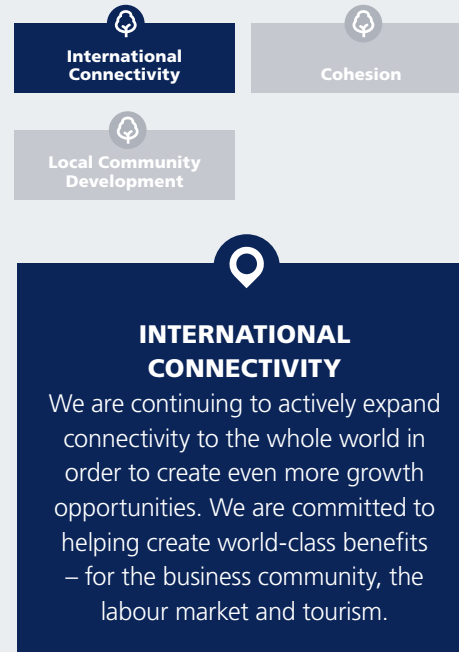 International
Connectivity
Cohesion
Local Community
Development
INTERNATIONAL
CONNECTIVITY
We are continuing to actively expand
connectivity to the whole world in
order to create even more growth
opportunities. We are committed to
helping create world-class benefits
– for the business community, the
labour market and tourism.